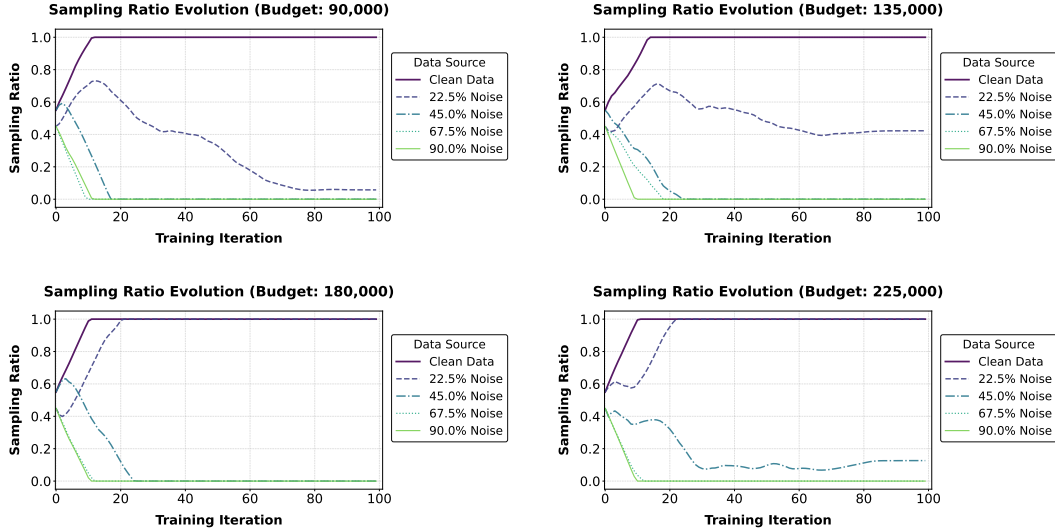 Sampling Ratio Evolution (Budget: 90,000)
Sampling Ratio
1.0
0.8
0.6
0.4
0.2
0.0
0 20 40 60 80 100
Training Iteration
Data Source
Clean Data
22.5% Noise
45.0% Noise
67.5% Noise
90.0% Noise
Sampling Ratio Evolution (Budget: 135,000)
Sampling Ratio
1.0
0.8
0.6
0.4
0.2
0.0
0 20 40 60 80 100
Training Iteration
Data Source
Clean Data
22.5% Noise
45.0% Noise
67.5% Noise
90.0% Noise
Sampling Ratio Evolution (Budget: 180,000)
Sampling Ratio
1.0
0.8
0.6
0.4
0.2
0.0
0 20 40 60 80 100
Training Iteration
Data Source
Clean Data
22.5% Noise
45.0% Noise
67.5% Noise
90.0% Noise
Sampling Ratio Evolution (Budget: 225,000)
Sampling Ratio
1.0
0.8
0.6
0.4
0.2
0.0
0 20 40 60 80 100
Training Iteration
Data Source
Clean Data
22.5% Noise
45.0% Noise
67.5% Noise
90.0% Noise